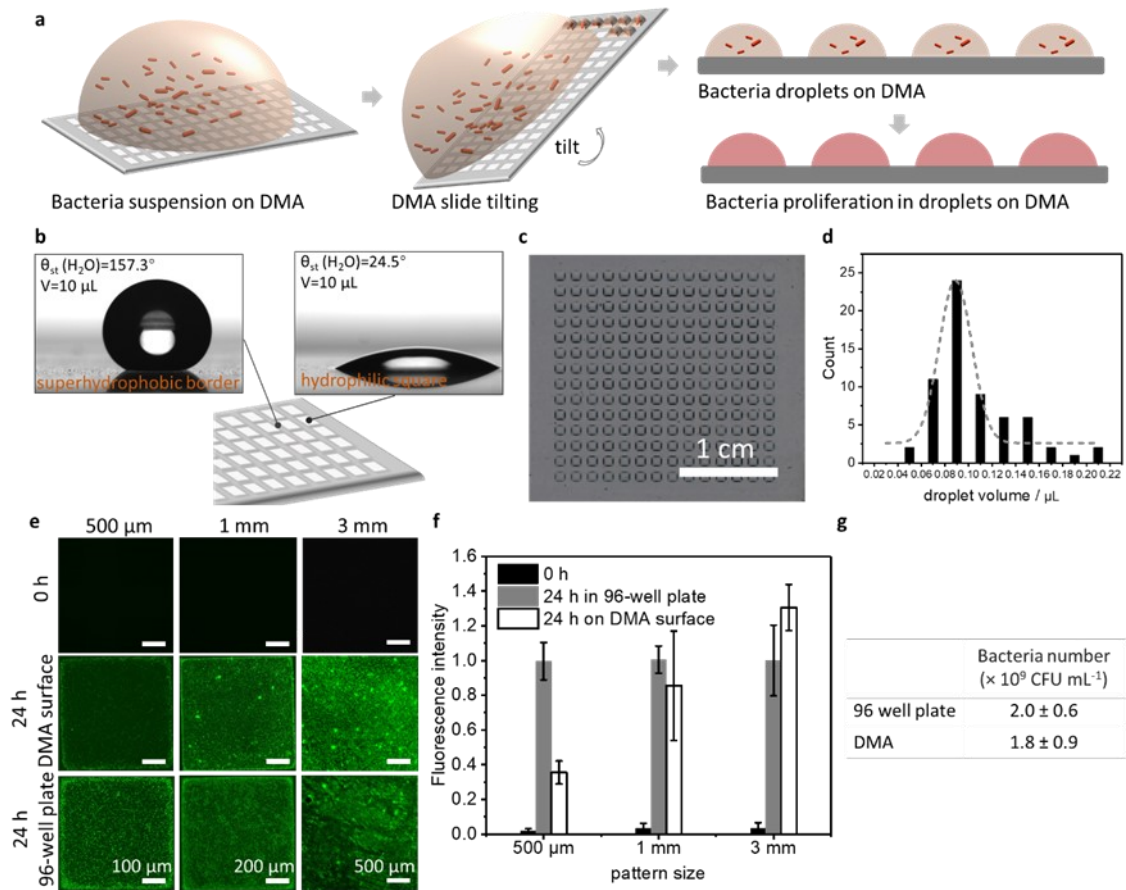 a
tilt
Bacteria suspension on DMA
DMA slide tilting
Bacteria droplets on DMA
Bacteria proliferation in droplets on DMA
b
θst (H2O)=157.3°
V=10 µL
superhydrophobic border
θst (H2O)=24.5°
V=10 µL
hydrophilic square
c
1 cm
d
Count
25
20
15
10
5
0
0.02 0.04 0.06 0.08 0.10 0.12 0.14 0.16 0.18 0.20 0.22
droplet volume / µL
e
500 µm 1 mm 3 mm
0 h
24 h
DMA surface
24 h
96-well plate
100 µm 200 µm 500 µm
f
Fluorescence intensity
1.6
1.4
1.2
1.0
0.8
0.6
0.4
0.2
0.0
0 h
24 h in 96-well plate
24 h on DMA surface
500 µm 1 mm 3 mm
pattern size
g
Bacteria number
(× 10⁹ CFU mL⁻¹)
96 well plate 2.0 ± 0.6
DMA 1.8 ± 0.9